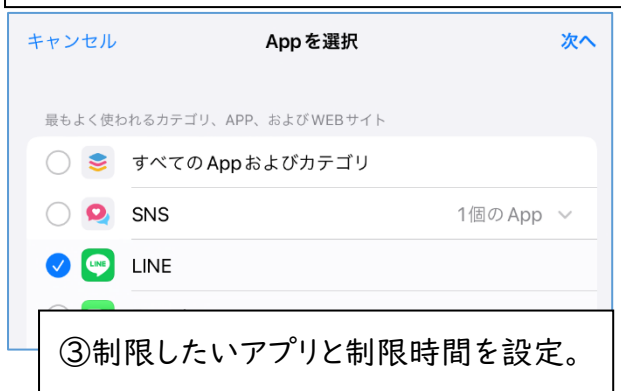 キャンセル Appを選択 次へ
最もよく使われるカテゴリ、APP、およびWEBサイト
すべてのAppおよびカテゴリ
SNS 1個のApp
LINE LINE
③制限したいアプリと制限時間を設定。